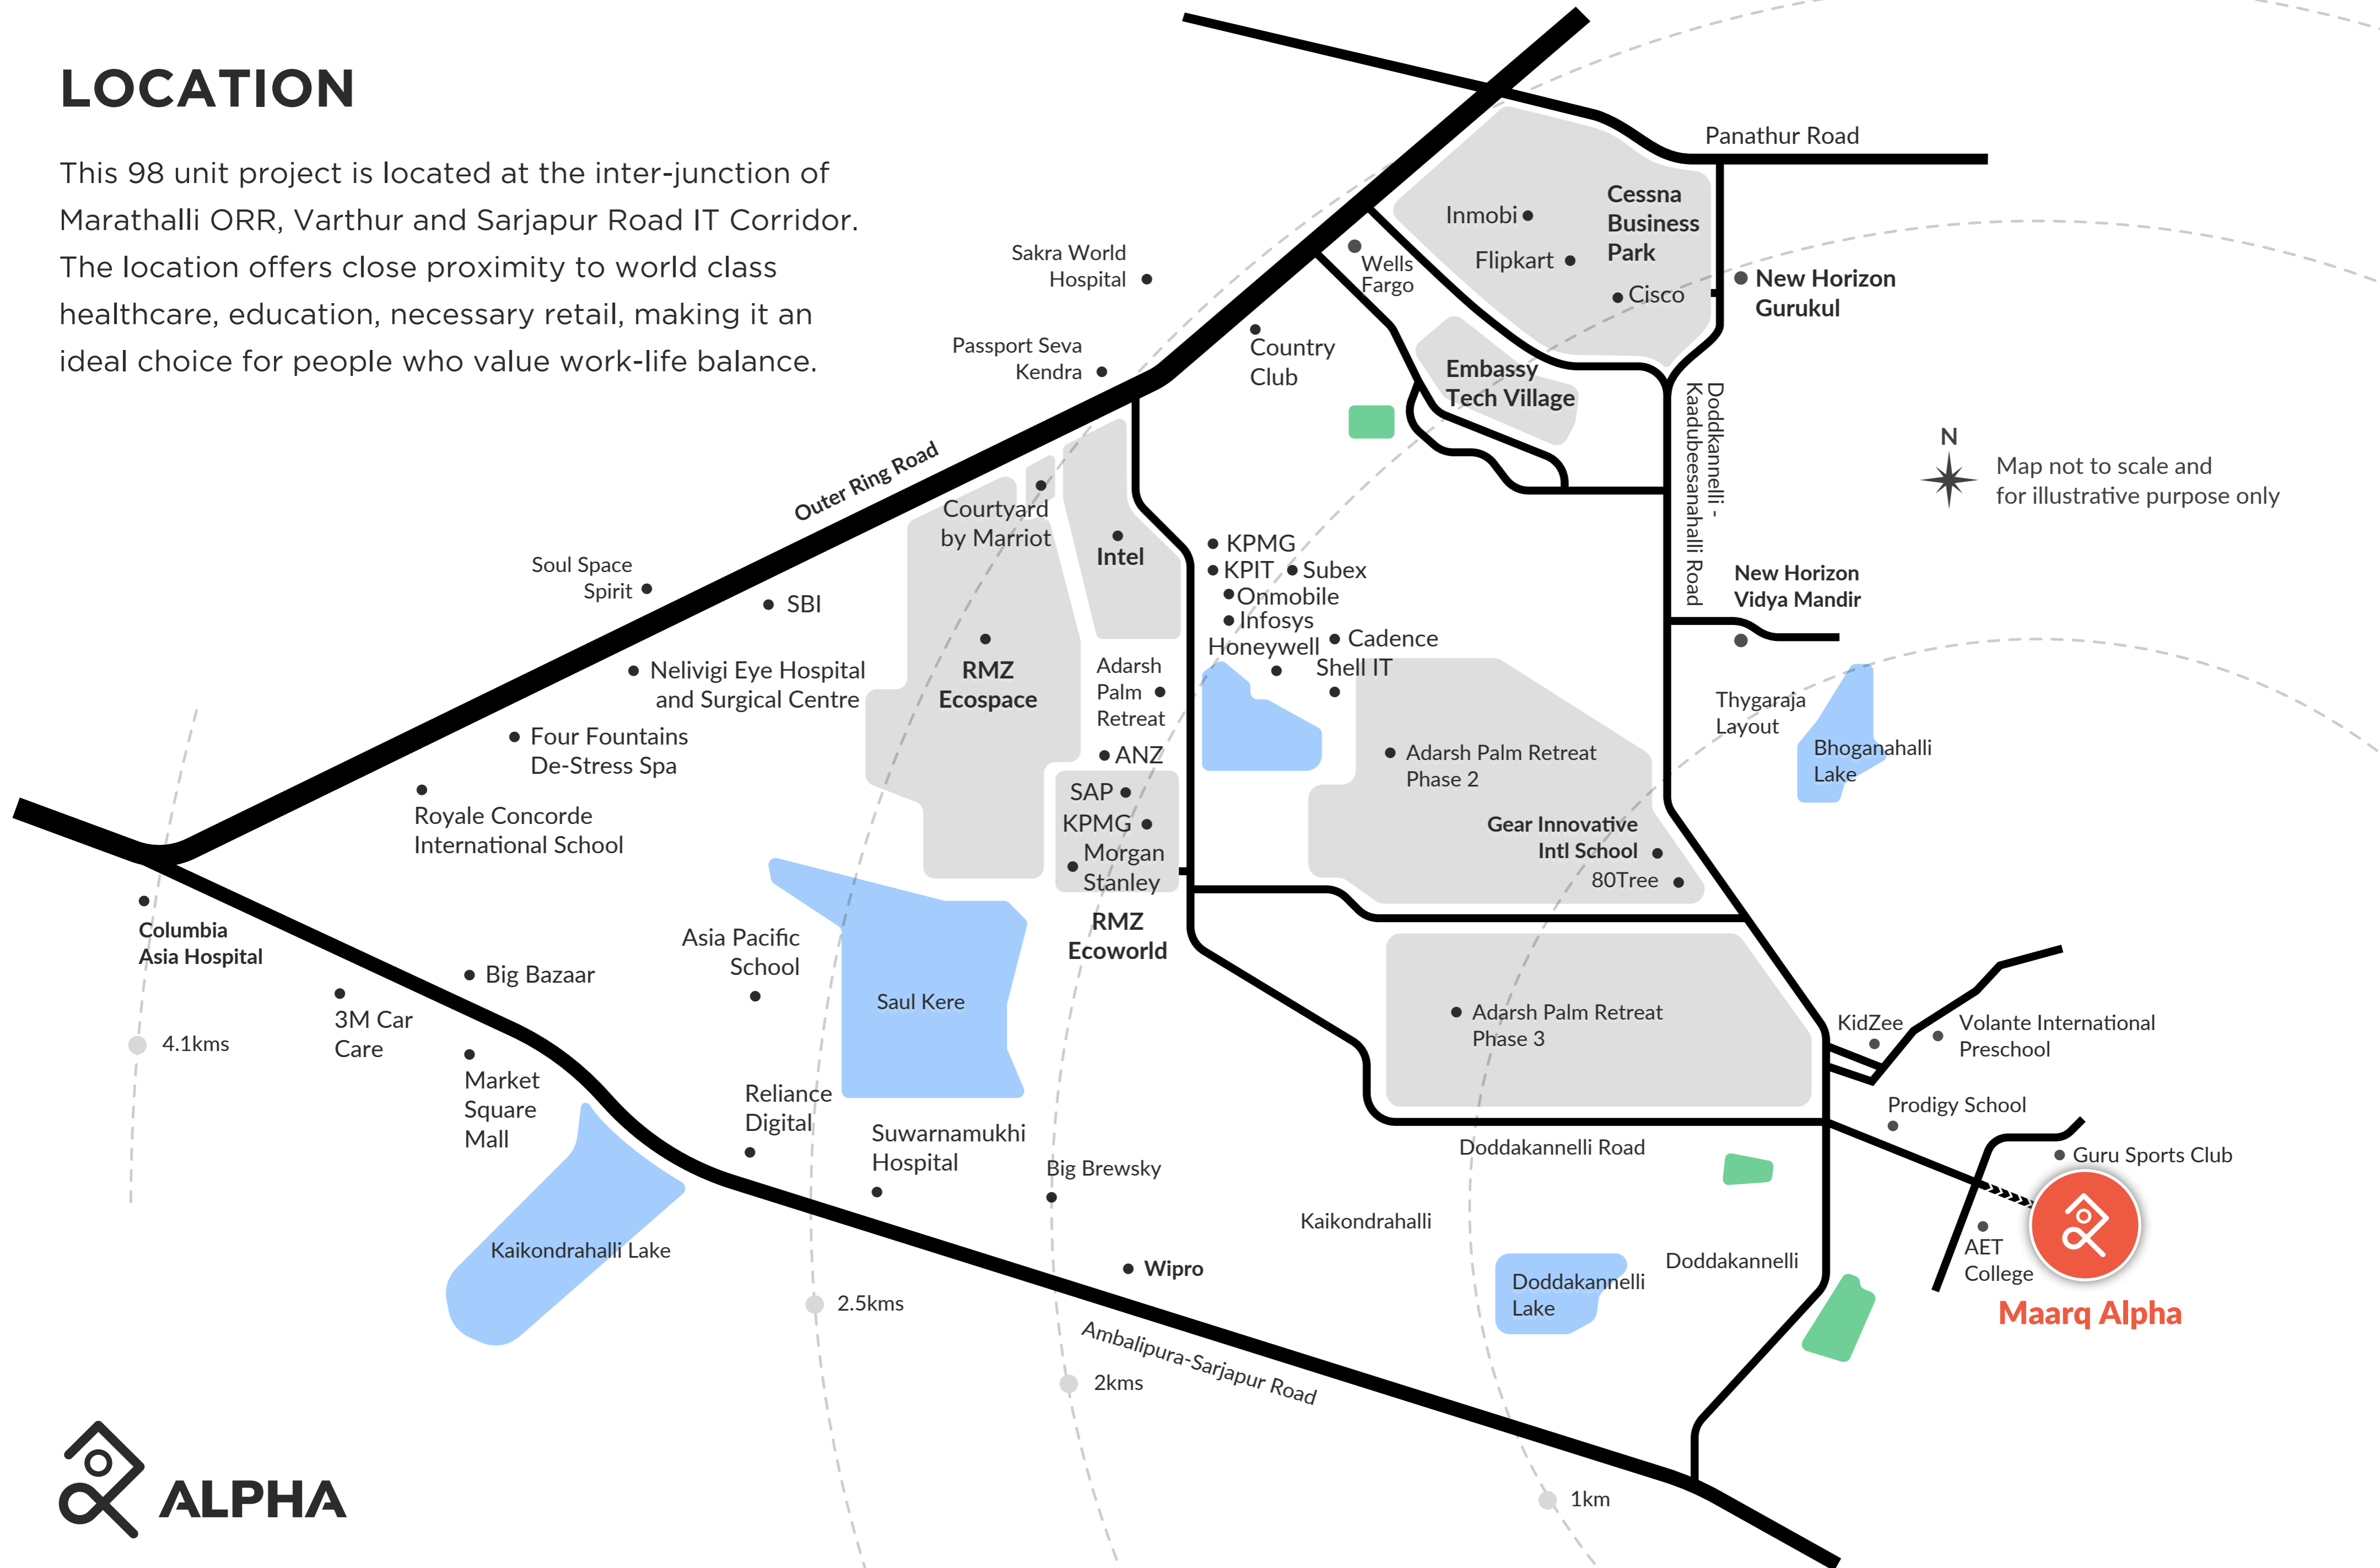 LOCATION
This 98 unit project is located at the inter-junction of
Marathalli ORR, Varthur and Sarjapur Road IT Corridor.
The location offers close proximity to world class
healthcare, education, necessary retail, making it an
ideal choice for people who value work-life balance.
Panathur Road
Cessna
Business
Park
Inmobi
Flipkart
Cisco
Wells
Fargo
New Horizon
Gurukul
Sakra World
Hospital
Passport Seva
Kendra
Country
Club
Embassy
Tech Village
Doddkannelli -
Kaadubeesanahalli Road
N
Map not to scale and
for illustrative purpose only
Outer Ring Road
Courtyard
by Marriot
Intel
KPMG
KPIT
Subex
Onmobile
Infosys
Honeywell
Cadence
Shell IT
Soul Space
Spirit
SBI
New Horizon
Vidya Mandir
Nelivigi Eye Hospital
and Surgical Centre
RMZ
Ecospace
Adarsh
Palm
Retreat
ANZ
Thygaraja
Layout
Bhoganahalli
Lake
Four Fountains
De-Stress Spa
Adarsh Palm Retreat
Phase 2
Royale Concorde
International School
SAP
KPMG
Morgan
Stanley
RMZ
Ecoworld
Gear Innovative
Intl School
80Tree
Columbia
Asia Hospital
Big Bazaar
Asia Pacific
School
Saul Kere
3M Car
Care
4.1kms
Adarsh Palm Retreat
Phase 3
KidZee
Volante International
Preschool
Market
Square
Mall
Reliance
Digital
Suwarnamukhi
Hospital
Big Brewsky
Prodigy School
Doddakannelli Road
Guru Sports Club
Kaikondrahalli
Kaikondrahalli Lake
Wipro
Doddakannelli
Doddakannelli
Lake
AET
College
Maarq Alpha
2.5kms
Ambalipura-Sarjapur Road
2kms
1km
ALPHA